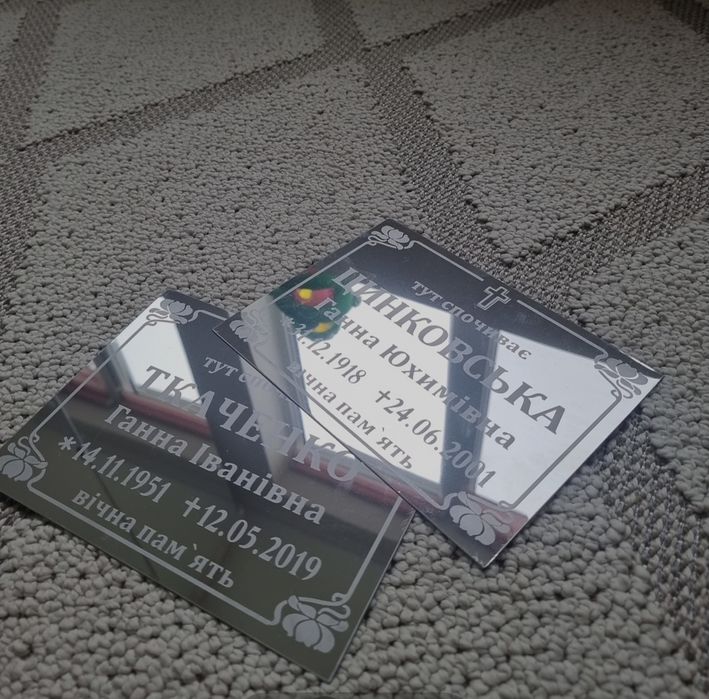 тут
ТКАЧЕНКО
Ганна Іванівна
*14.11.1951 +12.05.2019
вічна пам`ять
тут спочиває
Ганна Юхимівна
+24.06.2001
вічна пам`ять